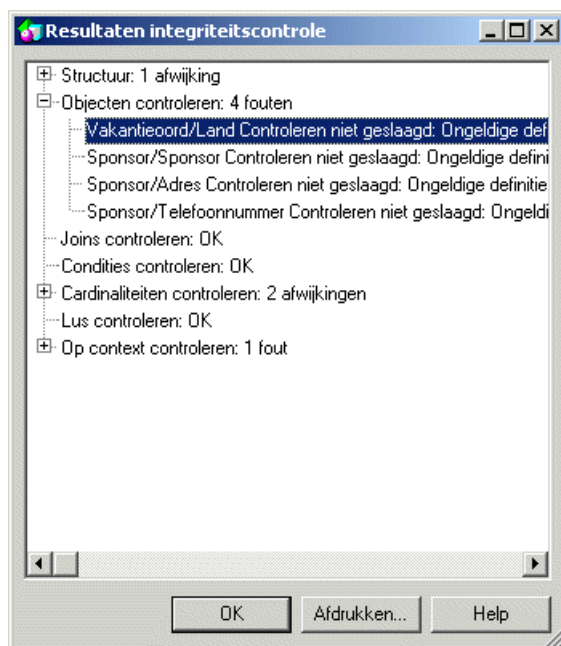 Resultaten integriteitscontrole
Structuur: 1 afwijking
Objecten controleren: 4 fouten
Vakantieoord/Land Controleren niet geslaagd: Ongeldige def
Sponsor/Sponsor Controleren niet geslaagd: Ongeldige defini
Sponsor/Adres Controleren niet geslaagd: Ongeldige definitie
Sponsor/Telefoonnummer Controleren niet geslaagd: Ongeldi
Joins controleren: OK
Condities controleren: OK
Cardinaliteiten controleren: 2 afwijkingen
Lus controleren: OK
Op context controleren: 1 fout
OK Afdrukken... Help